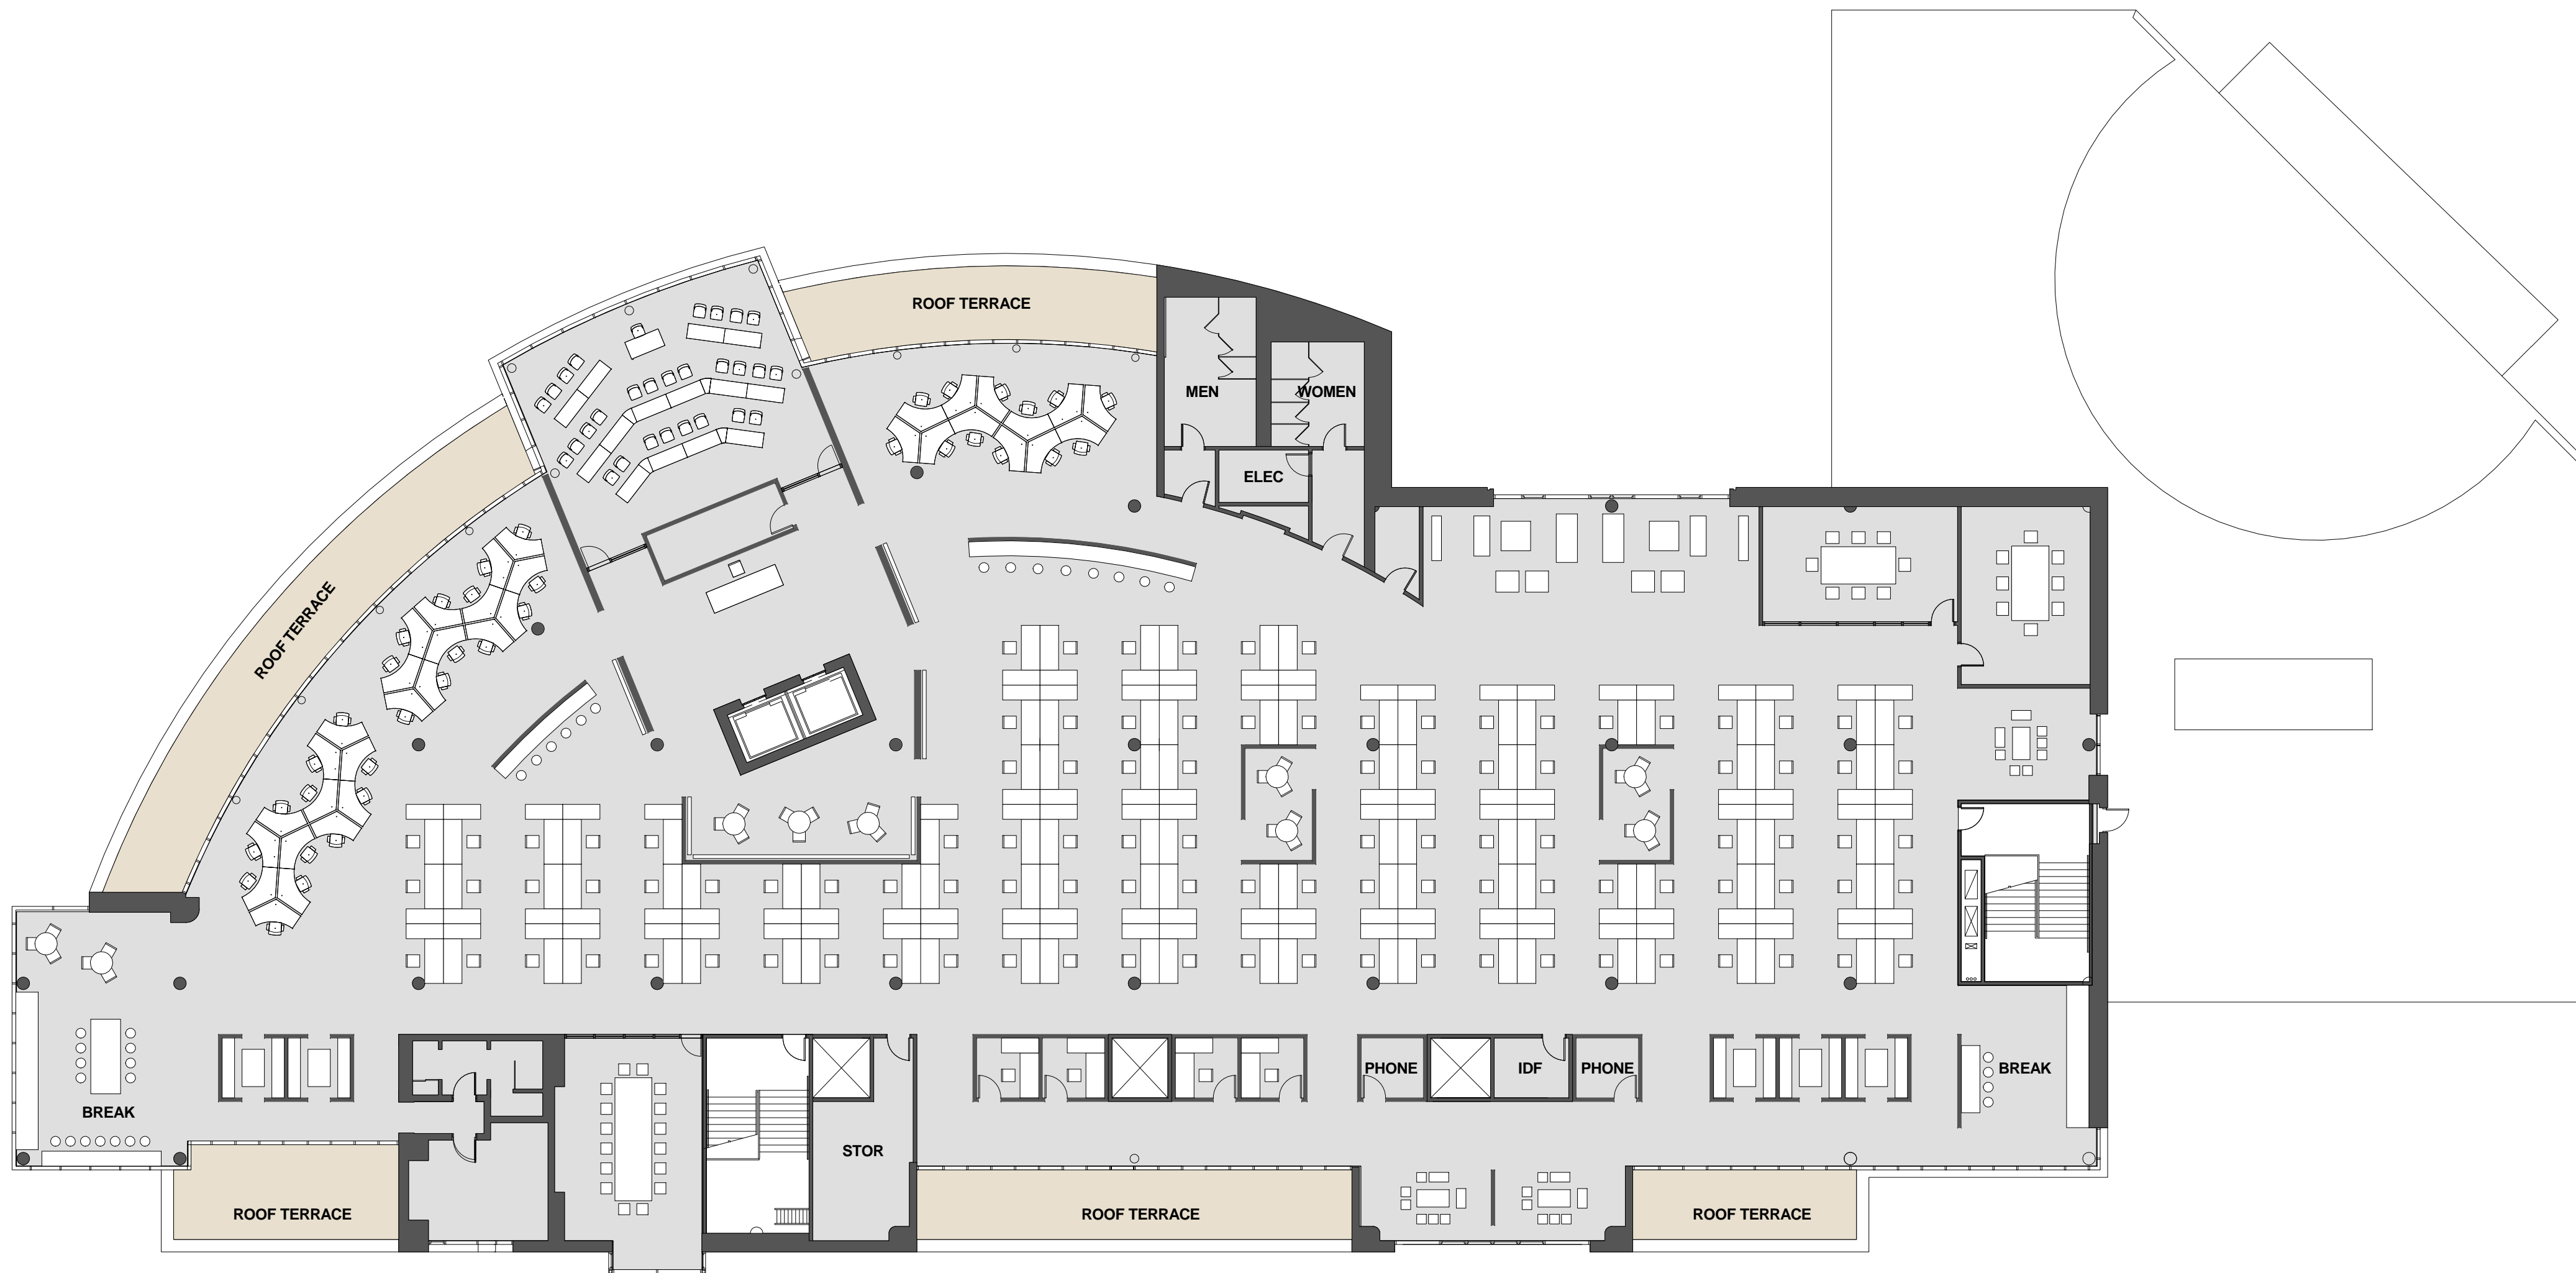 ROOF TERRACE
MEN
WOMEN
ELEC
ROOF TERRACE
PHONE
IDF
PHONE
BREAK
BREAK
STOR
ROOF TERRACE
ROOF TERRACE
ROOF TERRACE